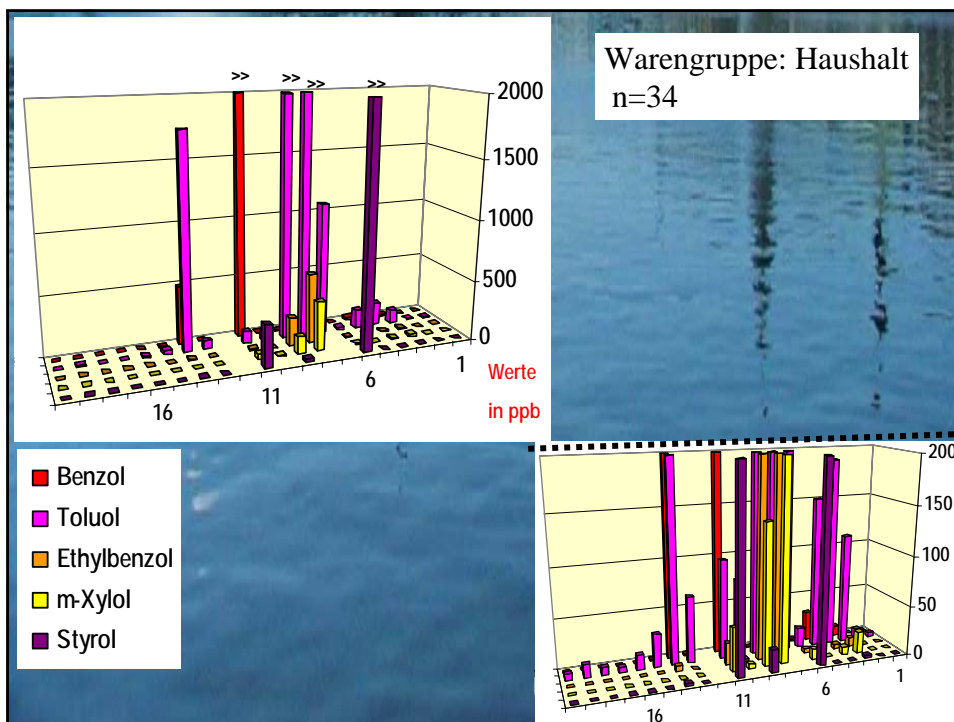 Warengruppe: Haushalt
n=34
>> >> >> >>
2000
1500
1000
500
0
1
6
11
16
Werte
in ppb
Benzol
Toluol
Ethylbenzol
m-Xylol
Styrol
200
150
100
50
0
1
6
11
16